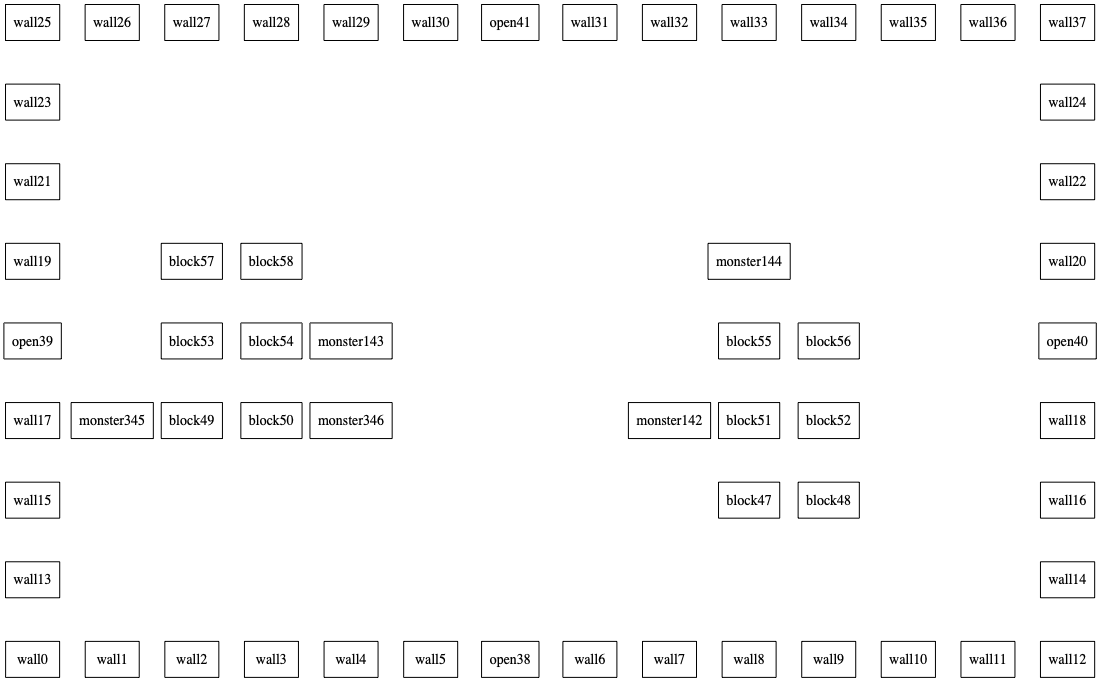 wall25 wall26 wall27 wall28 wall29 wall30 open41 wall31 wall32 wall33 wall34 wall35 wall36 wall37
wall23 wall24
wall21 wall22
wall19 block57 block58 monster144 wall20
open39 block53 block54 monster143 block55 block56 open40
wall17 monster345 block49 block50 monster346 monster142 block51 block52 wall18
wall15 block47 block48 wall16
wall13 wall14
wall0 wall1 wall2 wall3 wall4 wall5 open38 wall6 wall7 wall8 wall9 wall10 wall11 wall12